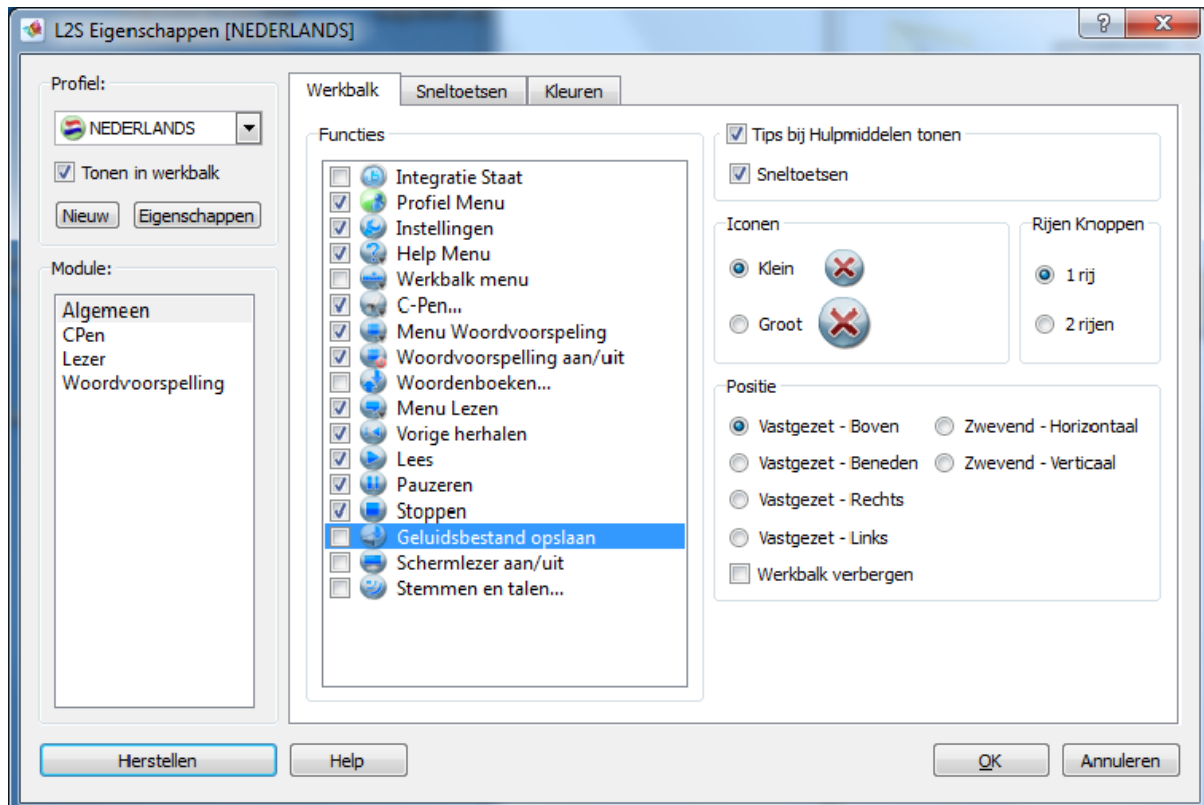 L2S Eigenschappen [NEDERLANDS]
Profiel:
NEDERLANDS
Tonen in werkbalk
Nieuw
Eigenschappen
Module:
Algemeen
CPen
Lezer
Woordvoorspelling
Werkbalk
Sneltoetsen
Kleuren
Functies
Integratie Staat
Profiel Menu
Instellingen
Help Menu
Werkbalk menu
C-Pen...
Menu Woordvoorspeling
Woordvoorspelling aan/uit
Woordenboeken...
Menu Lezen
Vorige herhalen
Lees
Pauzeren
Stoppen
Geluidsbestand opslaan
Schermlezer aan/uit
Stemmen en talen...
Tips bij Hulpmiddelen tonen
Sneltoetsen
Iconen
Klein
Groot
Rijen Knoppen
1 rij
2 rijen
Positie
Vastgezet - Boven
Zwevend - Horizontaal
Vastgezet - Beneden
Zwevend - Verticaal
Vastgezet - Rechts
Vastgezet - Links
Werkbalk verbergen
Herstellen
Help
OK
Annuleren